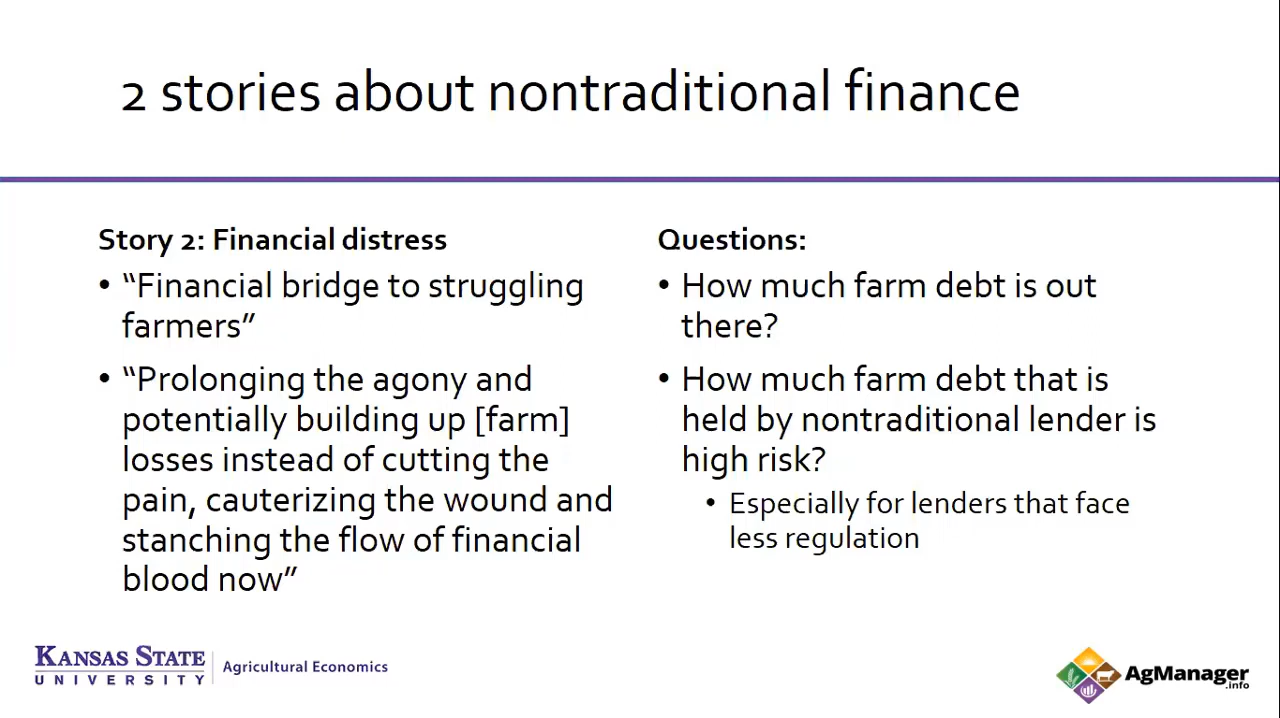 2 stories about nontraditional finance
Story 2: Financial distress
• “Financial bridge to struggling
farmers”
• “Prolonging the agony and
potentially building up [farm]
losses instead of cutting the
pain, cauterizing the wound and
stanching the flow of financial
blood now”
Questions:
• How much farm debt is out
there?
• How much farm debt that is
held by nontraditional lender is
high risk?
• Especially for lenders that face
less regulation
KANSAS STATE
UNIVERSITY
Agricultural Economics
AgManager
.info